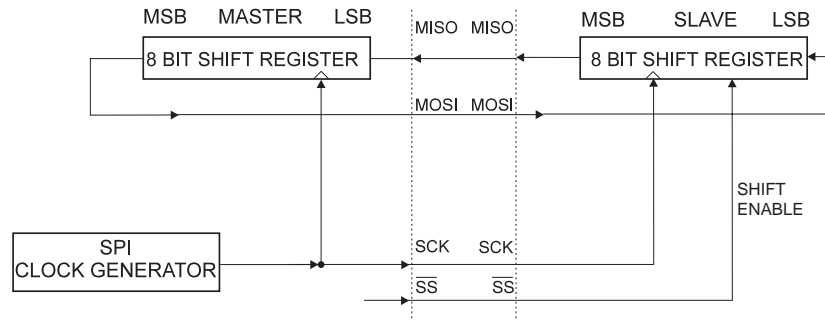 MSB MASTER LSB
MISO MISO
MSB SLAVE LSB
8 BIT SHIFT REGISTER
8 BIT SHIFT REGISTER
MOSI MOSI
SHIFT
ENABLE
SPI
CLOCK GENERATOR
SCK SCK
SS SS